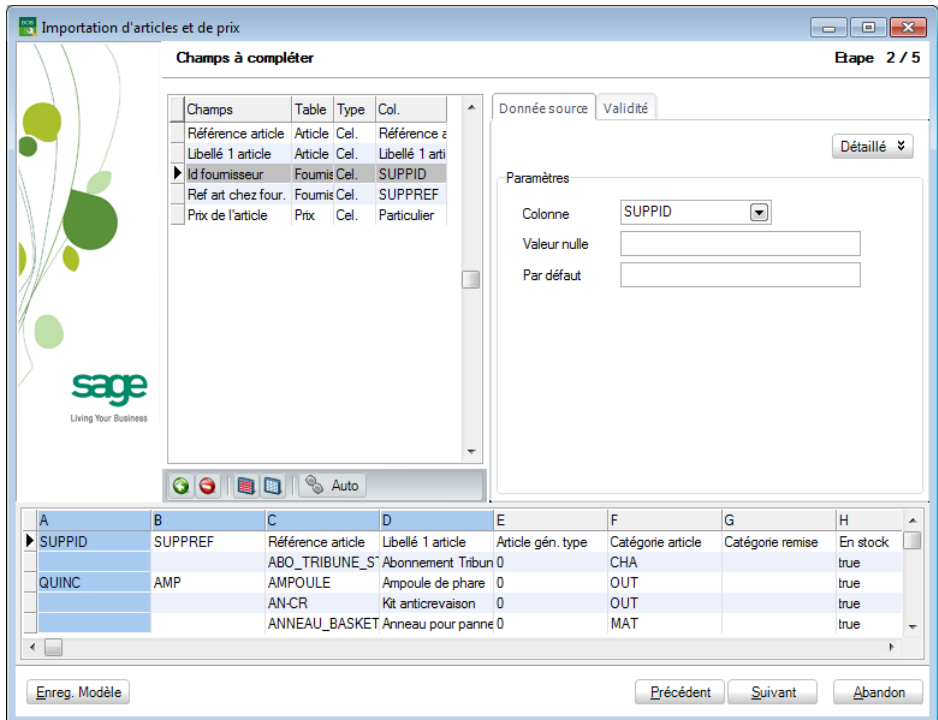 Importation d'articles et de prix
Champs à compléter
Etape 2 / 5
Champs Table Type Col.
Référence article Article Cel. Référence a
Libellé 1 article Article Cel. Libellé 1 arti
Id fournisseur Fournis Cel. SUPPID
Ref art chez four. Fournis Cel. SUPPREF
Prix de l'article Prix Cel. Particulier
Auto
Donnée source Validité
Détaillé
Paramètres
Colonne SUPPID
Valeur nulle
Par défaut
sage
Living Your Business
A B C D E F G H
SUPPID SUPPREF Référence article Libellé 1 article Article gén. type Catégorie article Catégorie remise En stock
ABO_TRIBUNE_ST Abonnement Tribun 0 CHA true
QUINC AMP AMPOULE Ampoule de phare 0 OUT true
AN-CR Kit anticrevaison 0 OUT true
ANNEAU_BASKET Anneau pour panne 0 MAT true
Enreg. Modèle Précédent Suivant Abandon